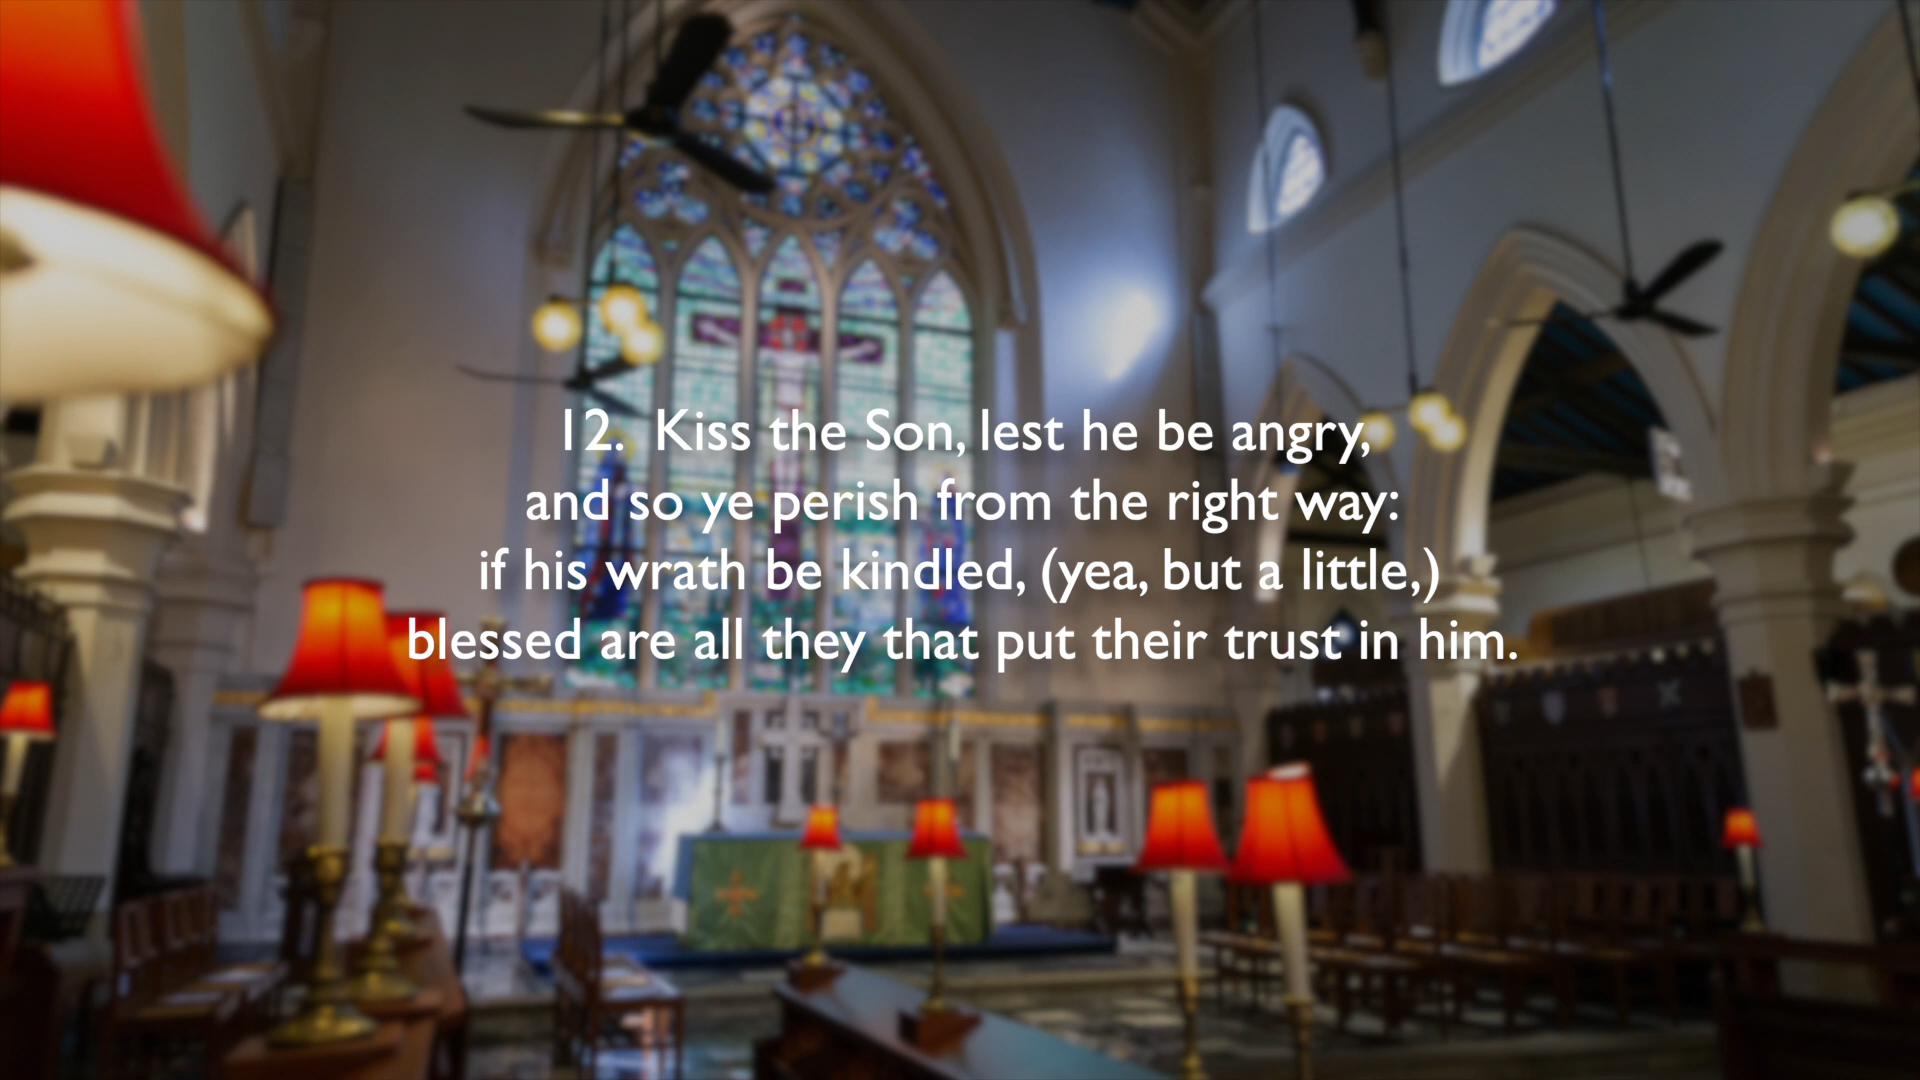 12.  Kiss the Son, lest he be angry,
and so ye perish from the right way:
if his wrath be kindled, (yea, but a little,)
blessed are all they that put their trust in him.